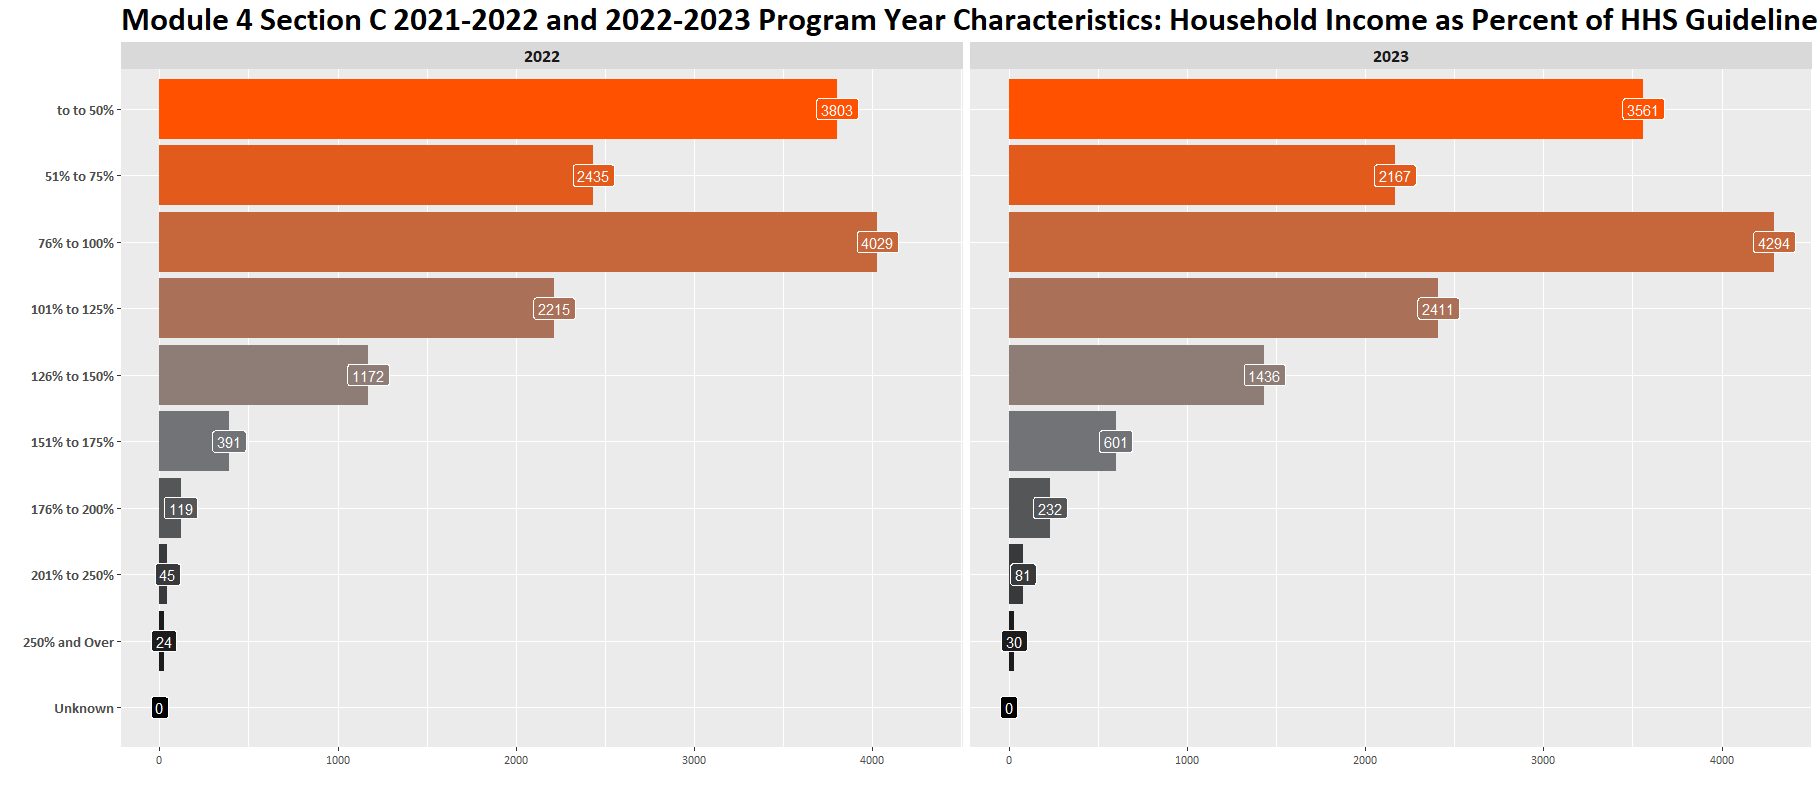 Module 4 Section C 2021-2022 and 2022-2023 Program Year Characteristics: Household Income as Percent of HHS Guideline
2022
2023
to to 50%
3803
3561
51% to 75%
2435
2167
76% to 100%
4029
4294
101% to 125%
2215
2411
126% to 150%
1172
1436
151% to 175%
391
601
176% to 200%
119
232
201% to 250%
45
81
250% and Over
24
30
Unknown
0
0
0 1000 2000 3000 4000
0 1000 2000 3000 4000